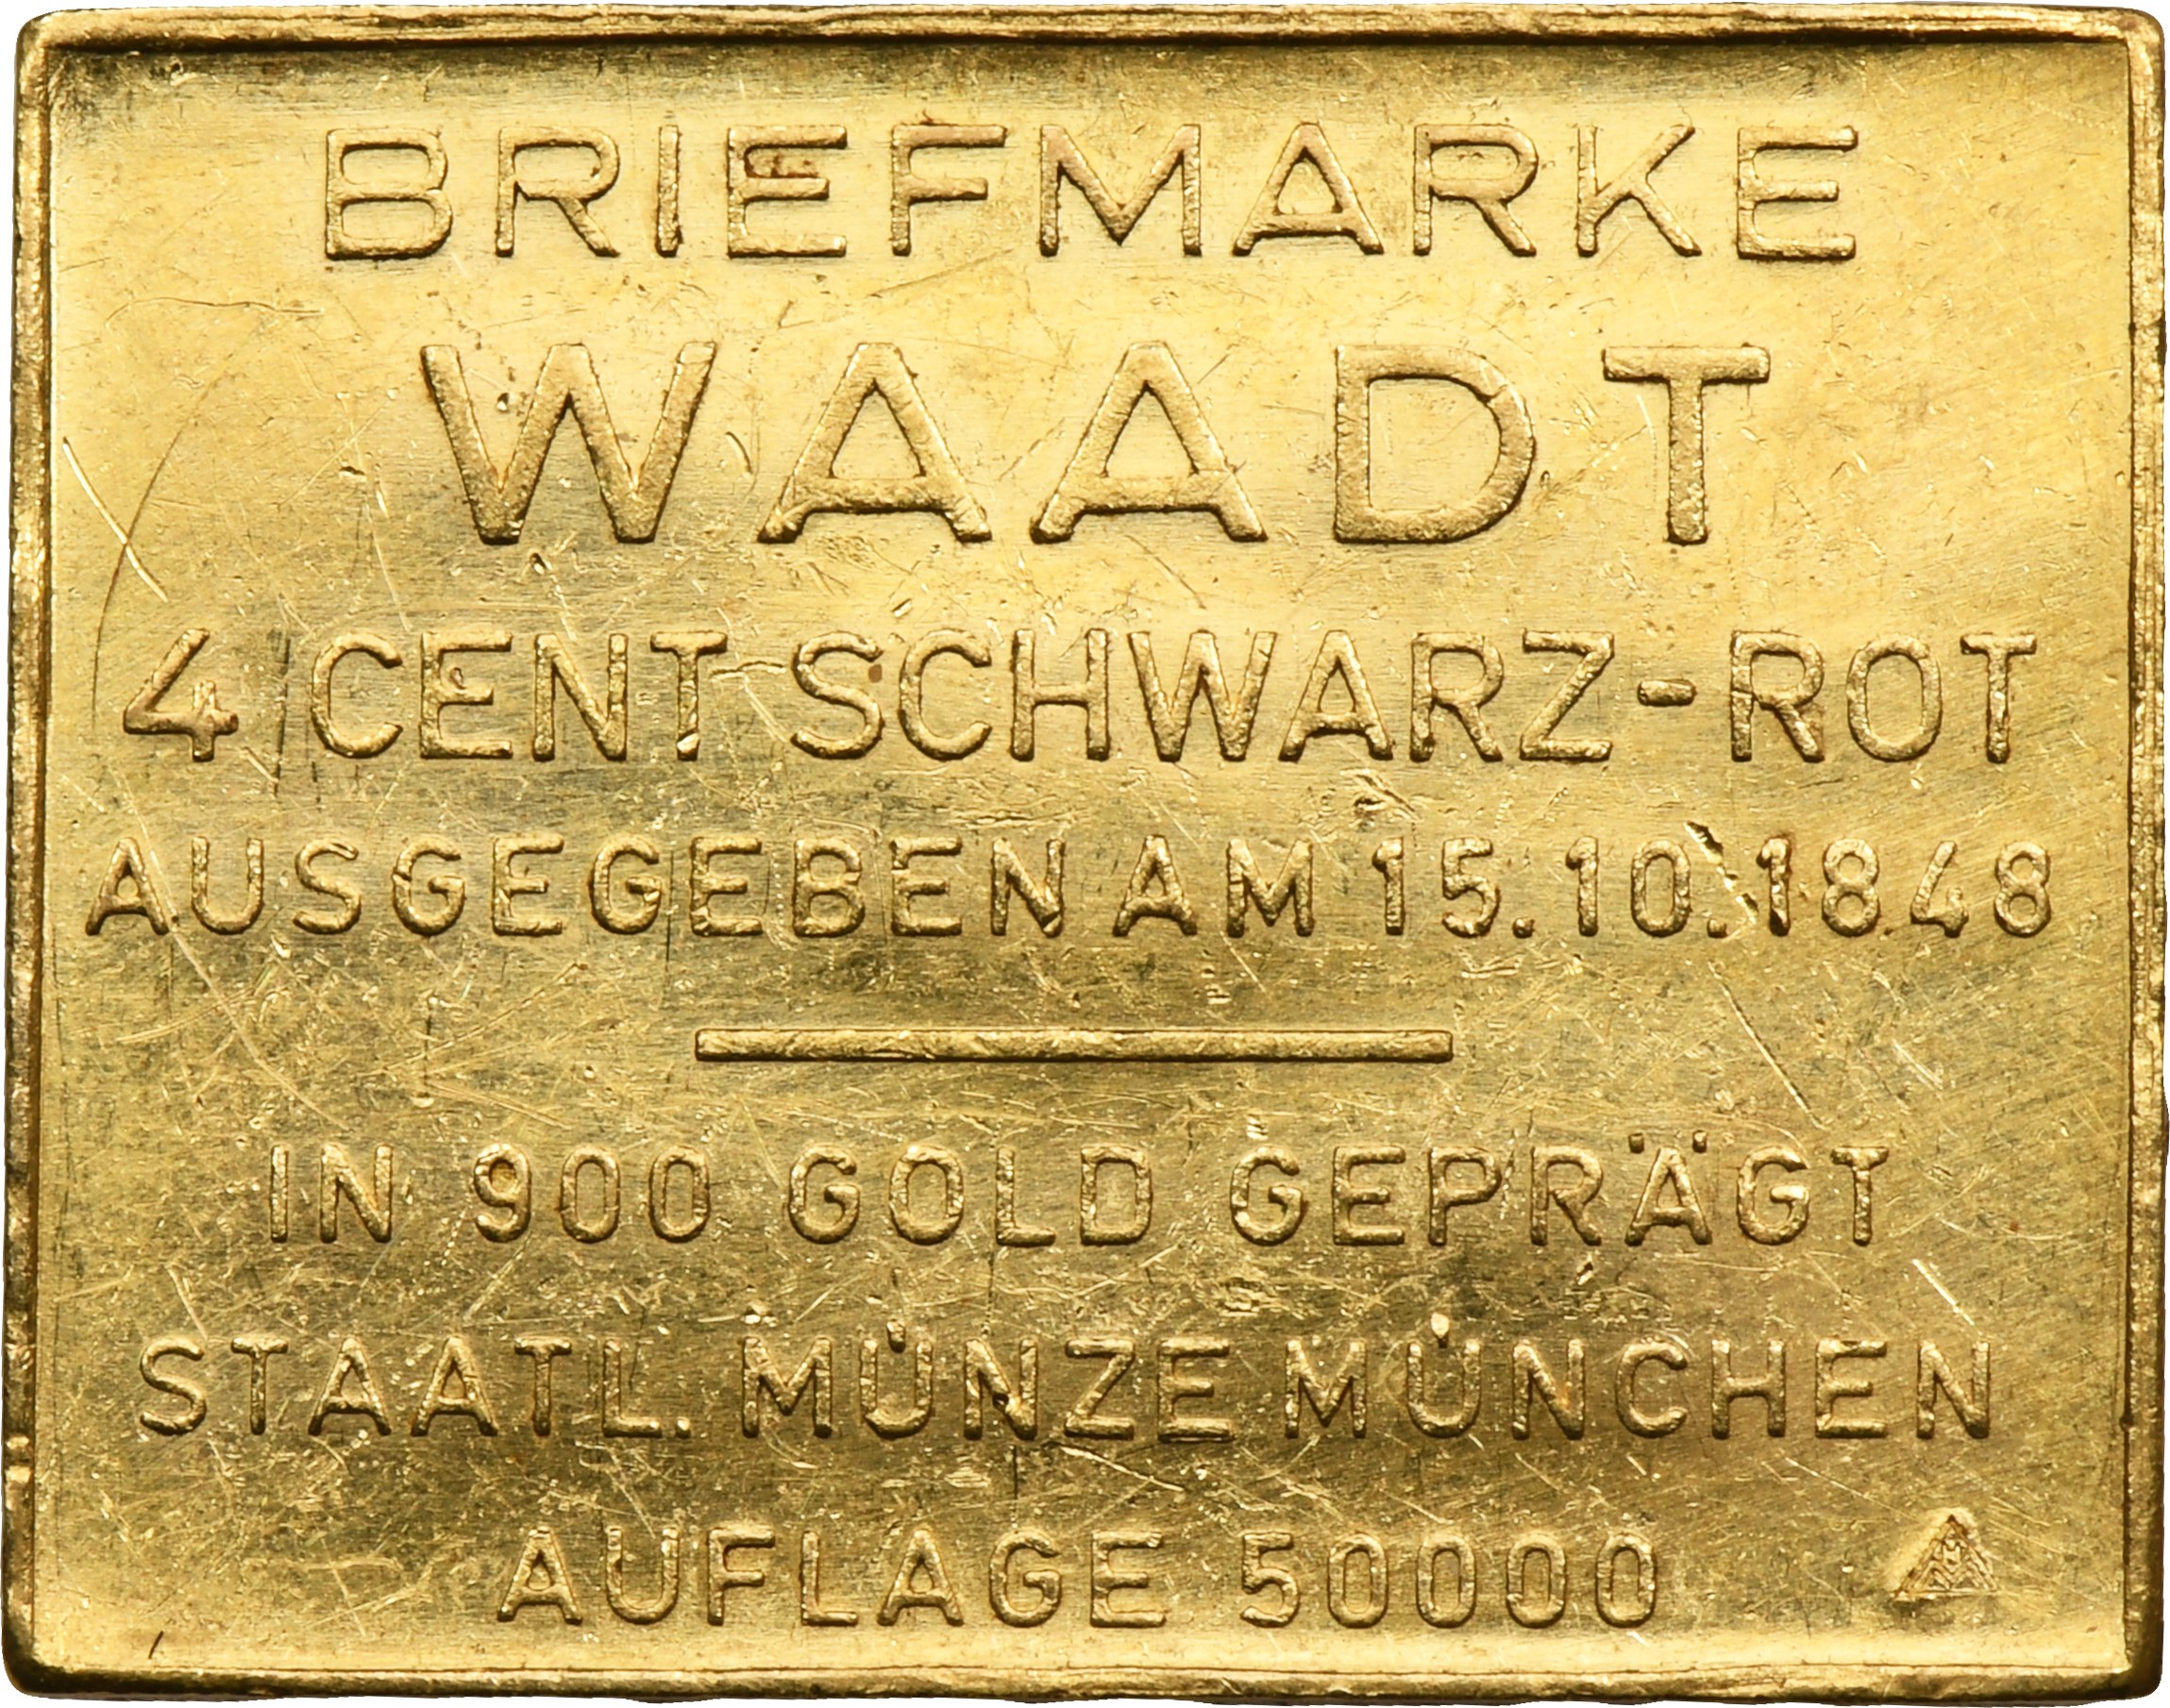 BRIEFMARKE
WAADT
4 CENT SCHWARZ-ROT
AUSGEGEBEN AM 15.10.1848
IN 900 GOLD GEPRÄGT
STAATL. MÜNZE MÜNCHEN
AUFLAGE 50000